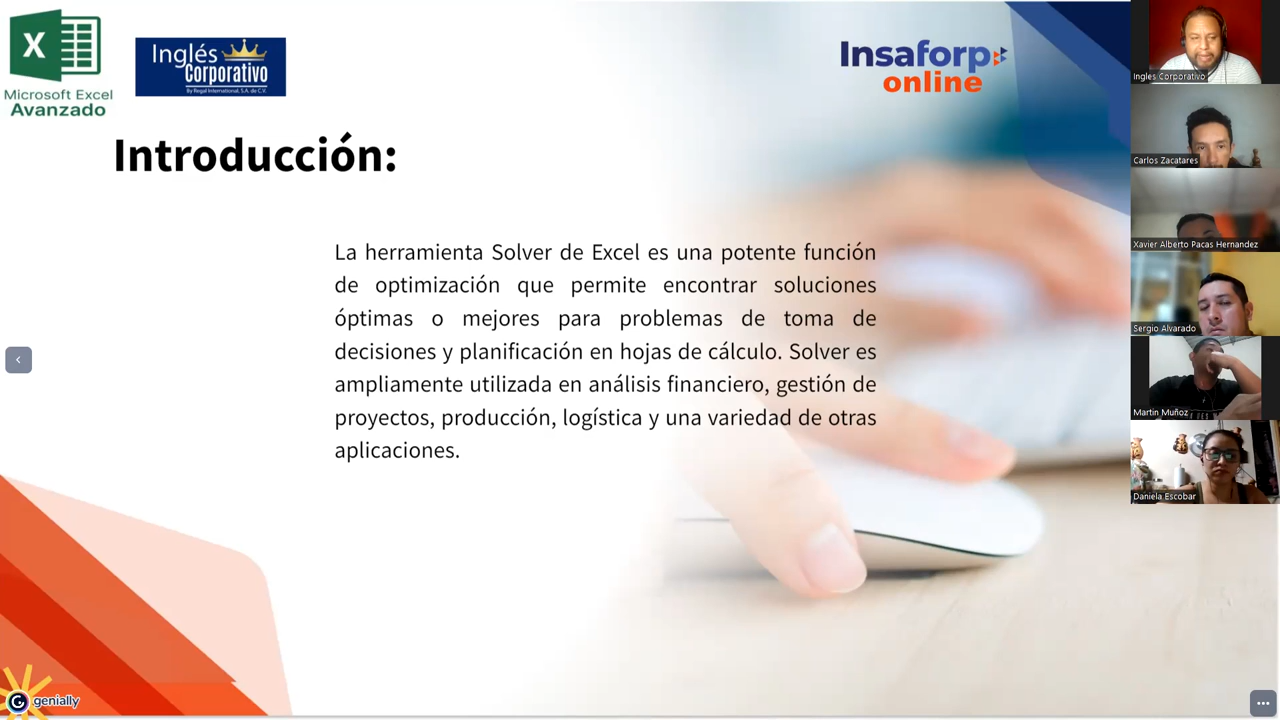 Microsoft Excel
Avanzado
Inglés
Corporativo
By Regal International, S.A. de C.V.
Insaforp
online
Introducción:
La herramienta Solver de Excel es una potente función
de optimización que permite encontrar soluciones
óptimas o mejores para problemas de toma de
decisiones y planificación en hojas de cálculo. Solver es
ampliamente utilizada en análisis financiero, gestión de
proyectos, producción, logística y una variedad de otras
aplicaciones.
genially
Ingles Corporativo
Carlos Zacatares
Xavier Alberto Pacas Hernandez
Sergio Alvarado
Martin Muñoz
Daniela Escobar